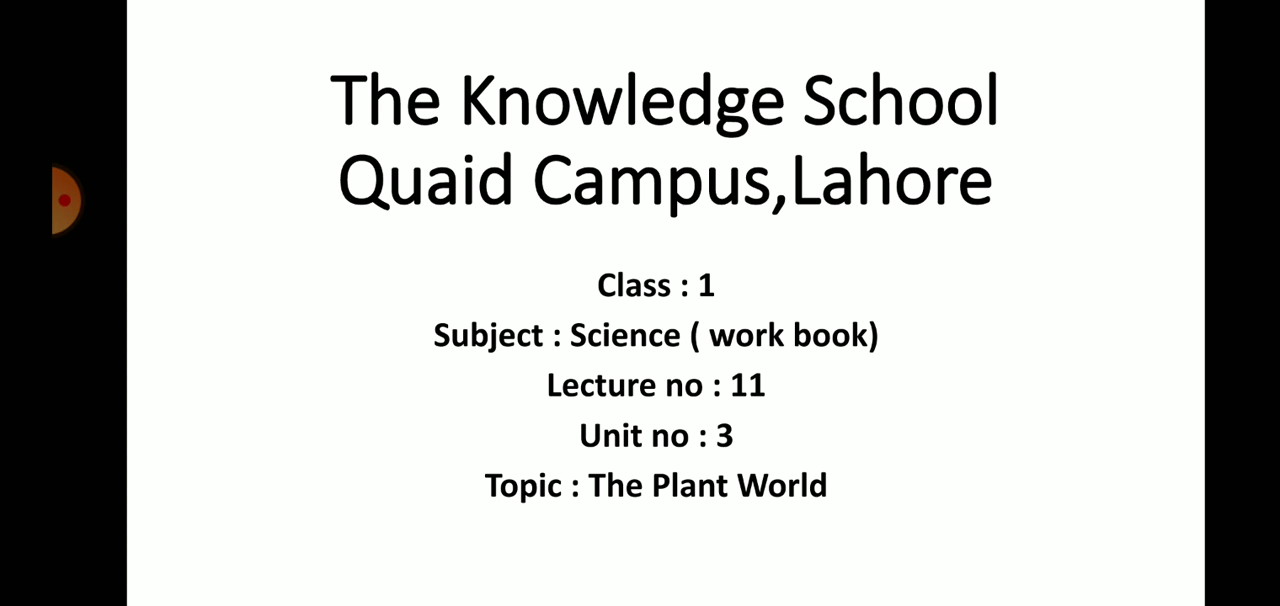 The Knowledge School
Quaid Campus,Lahore
Class : 1
Subject : Science ( work book)
Lecture no : 11
Unit no : 3
Topic : The Plant World